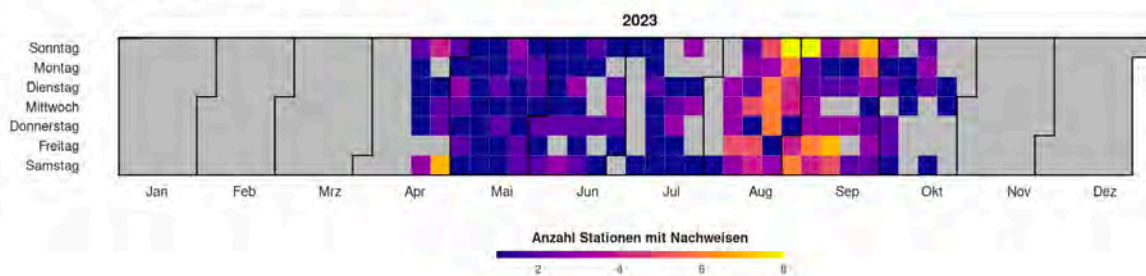 2023
Sonntag
Montag
Dienstag
Mittwoch
Donnerstag
Freitag
Samstag
Jan Feb Mrz Apr Mai Jun Jul Aug Sep Okt Nov Dez
Anzahl Stationen mit Nachweisen
2 4 6 8